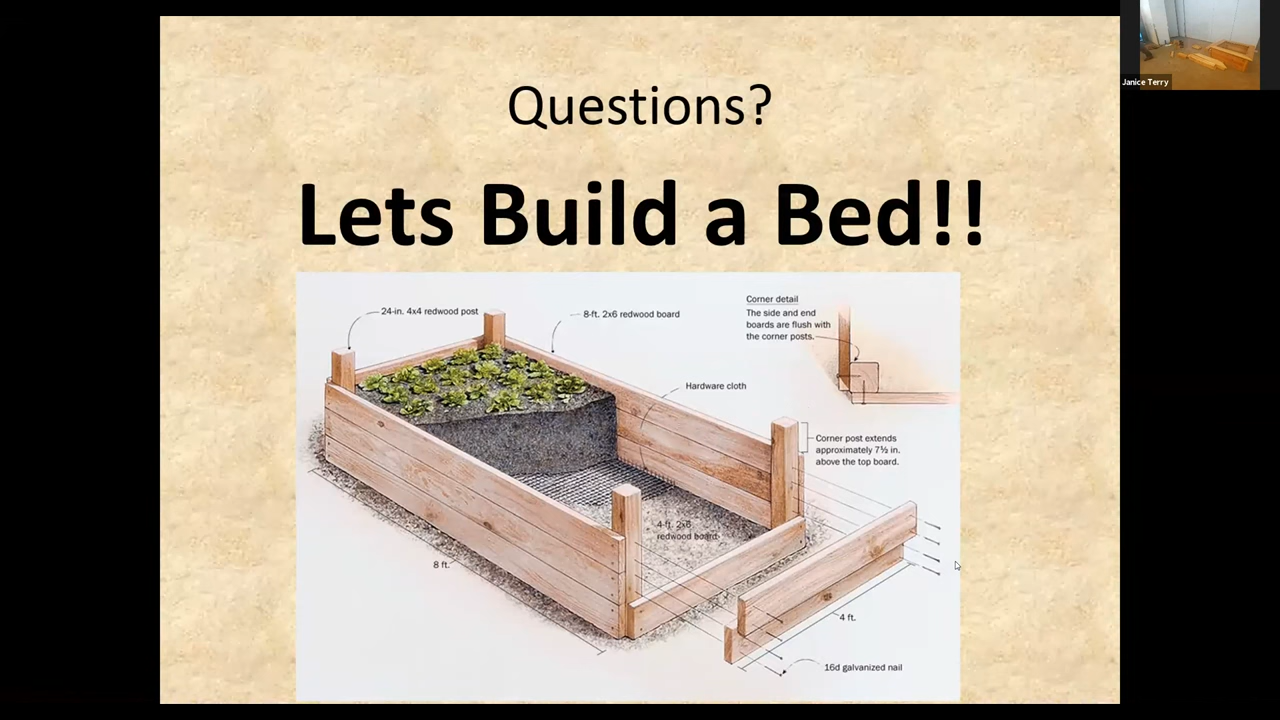 Questions?
Lets Build a Bed!!
24-in. 4x4 redwood post
8-ft. 2x6 redwood board
Corner detail
The side and end
boards are flush with
the corner posts.
Hardware cloth
Corner post extends
approximately 7½ in.
above the top board.
4-ft. 2x6
redwood board
8 ft.
4 ft.
16d galvanized nail
Janice Terry